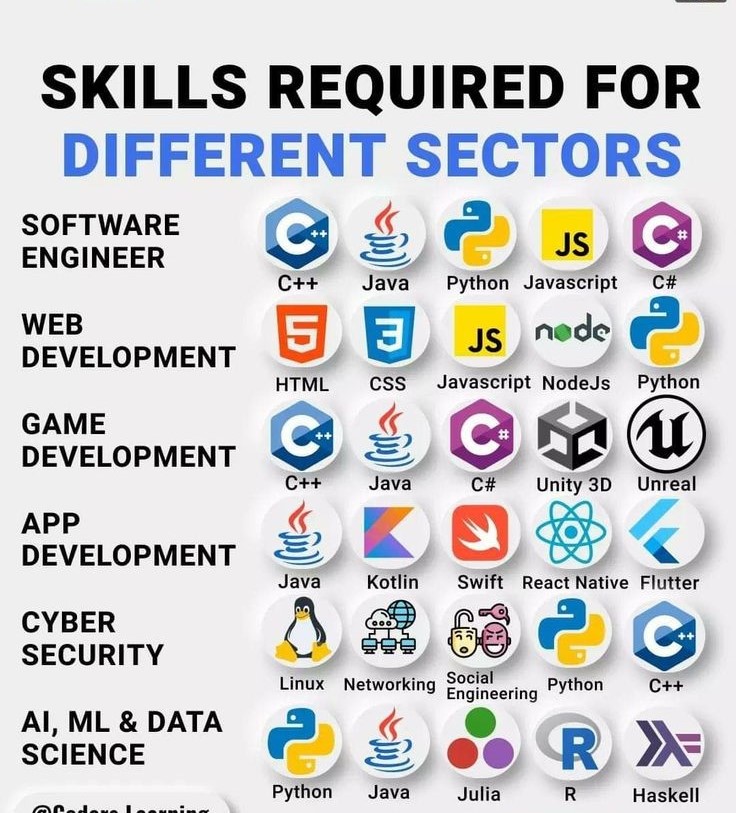 SKILLS REQUIRED FOR
DIFFERENT SECTORS
SOFTWARE
ENGINEER
C++ Java Python Javascript C#
WEB
DEVELOPMENT
HTML CSS Javascript NodeJs Python
GAME
DEVELOPMENT
C++ Java C# Unity 3D Unreal
APP
DEVELOPMENT
Java Kotlin Swift React Native Flutter
CYBER
SECURITY
Linux Networking Social Engineering Python C++
AI, ML & DATA
SCIENCE
Python Java Julia R Haskell
@Coders Learning